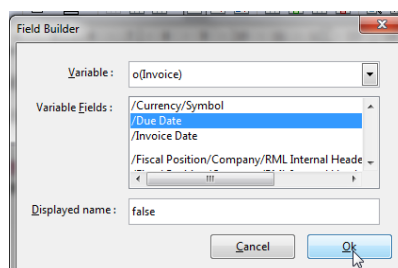 Field Builder
Variable : o(Invoice)
Variable Fields : /Currency/Symbol
/Due Date
/Invoice Date
/Fiscal Position/Company/RML Internal Heade
Displayed name : false
Cancel Ok